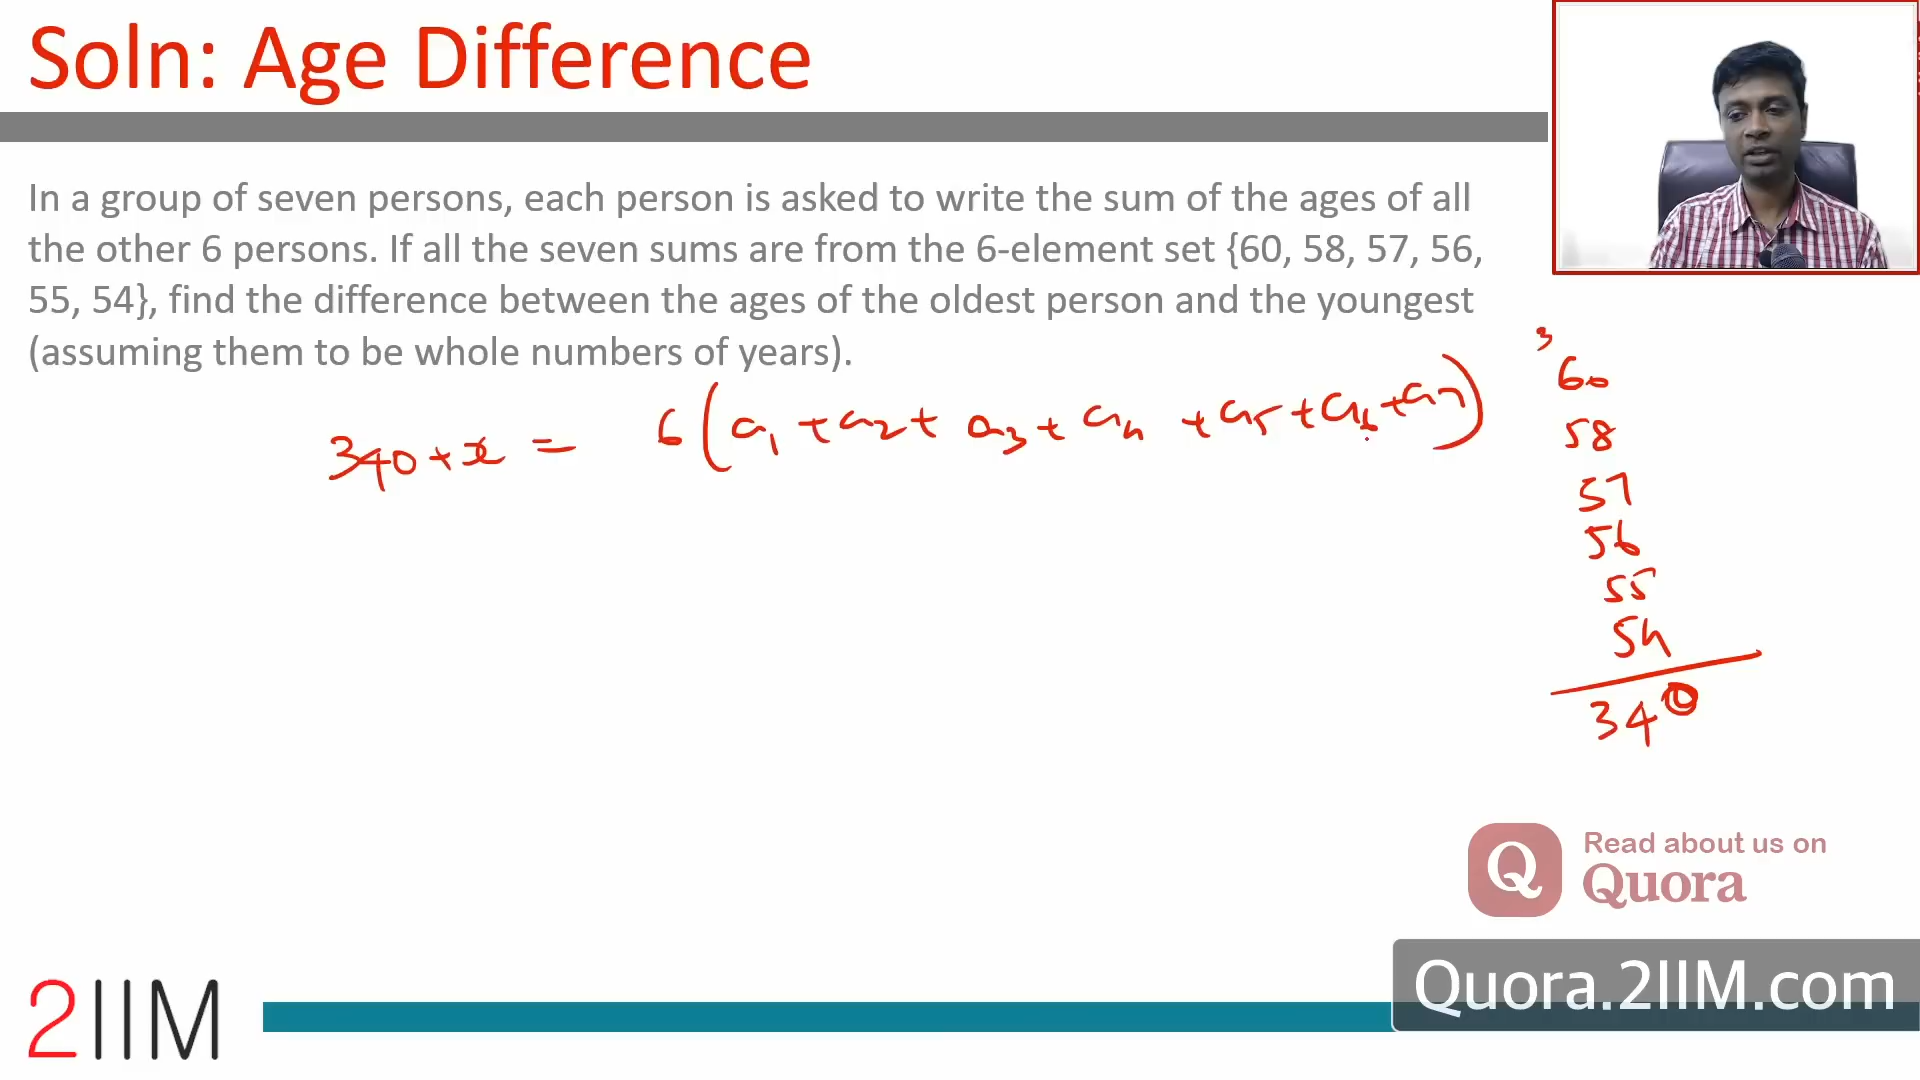 Soln: Age Difference
In a group of seven persons, each person is asked to write the sum of the ages of all
the other 6 persons. If all the seven sums are from the 6-element set {60, 58, 57, 56,
55, 54}, find the difference between the ages of the oldest person and the youngest
(assuming them to be whole numbers of years).
340 + x = 6 (a1 + a2 + a3 + a4 + a5 + a6 + a7)
3
60
58
57
56
55
54
340
Q
Read about us on
Quora
Quora.2IIM.com
2IIM